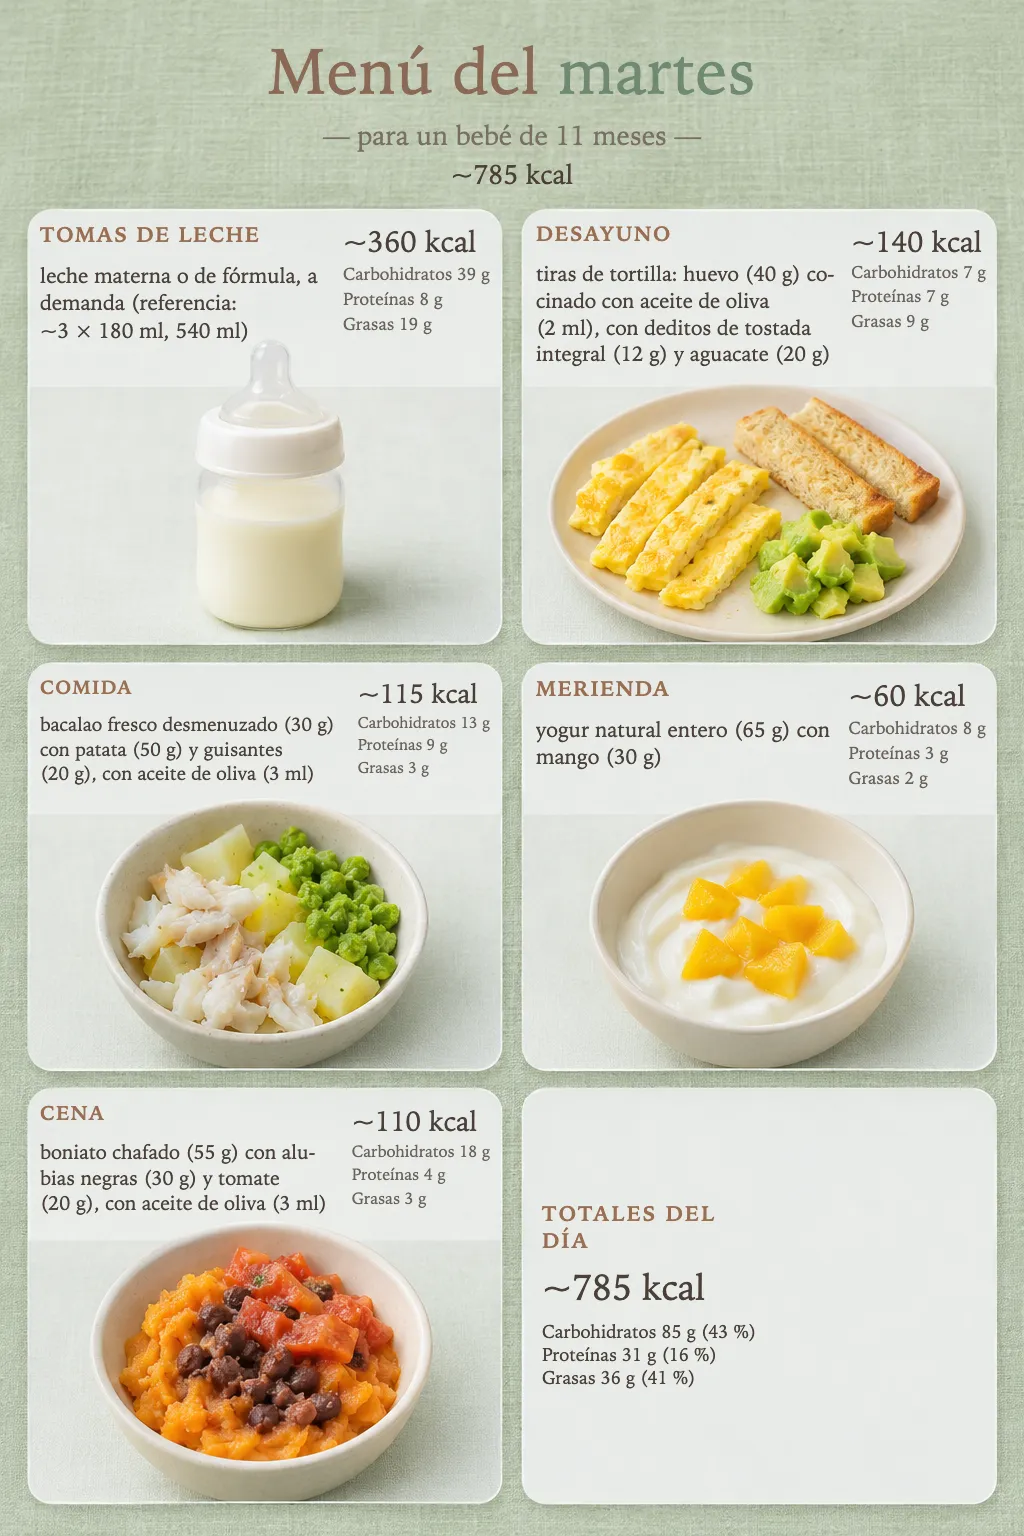 Menú del martes
— para un bebé de 11 meses —
~785 kcal
TOMAS DE LECHE
leche materna o de fórmula, a
demanda (referencia:
~3 × 180 ml, 540 ml)
~360 kcal
Carbohidratos 39 g
Proteínas 8 g
Grasas 19 g
DESAYUNO
tiras de tortilla: huevo (40 g) co-
cinado con aceite de oliva
(2 ml), con deditos de tostada
integral (12 g) y aguacate (20 g)
~140 kcal
Carbohidratos 7 g
Proteínas 7 g
Grasas 9 g
COMIDA
bacalao fresco desmenuzado (30 g)
con patata (50 g) y guisantes
(20 g), con aceite de oliva (3 ml)
~115 kcal
Carbohidratos 13 g
Proteínas 9 g
Grasas 3 g
MERIENDA
yogur natural entero (65 g) con
mango (30 g)
~60 kcal
Carbohidratos 8 g
Proteínas 3 g
Grasas 2 g
CENA
boniato chafado (55 g) con alu-
bias negras (30 g) y tomate
(20 g), con aceite de oliva (3 ml)
~110 kcal
Carbohidratos 18 g
Proteínas 4 g
Grasas 3 g
TOTALES DEL
DÍA
~785 kcal
Carbohidratos 85 g (43 %)
Proteínas 31 g (16 %)
Grasas 36 g (41 %)